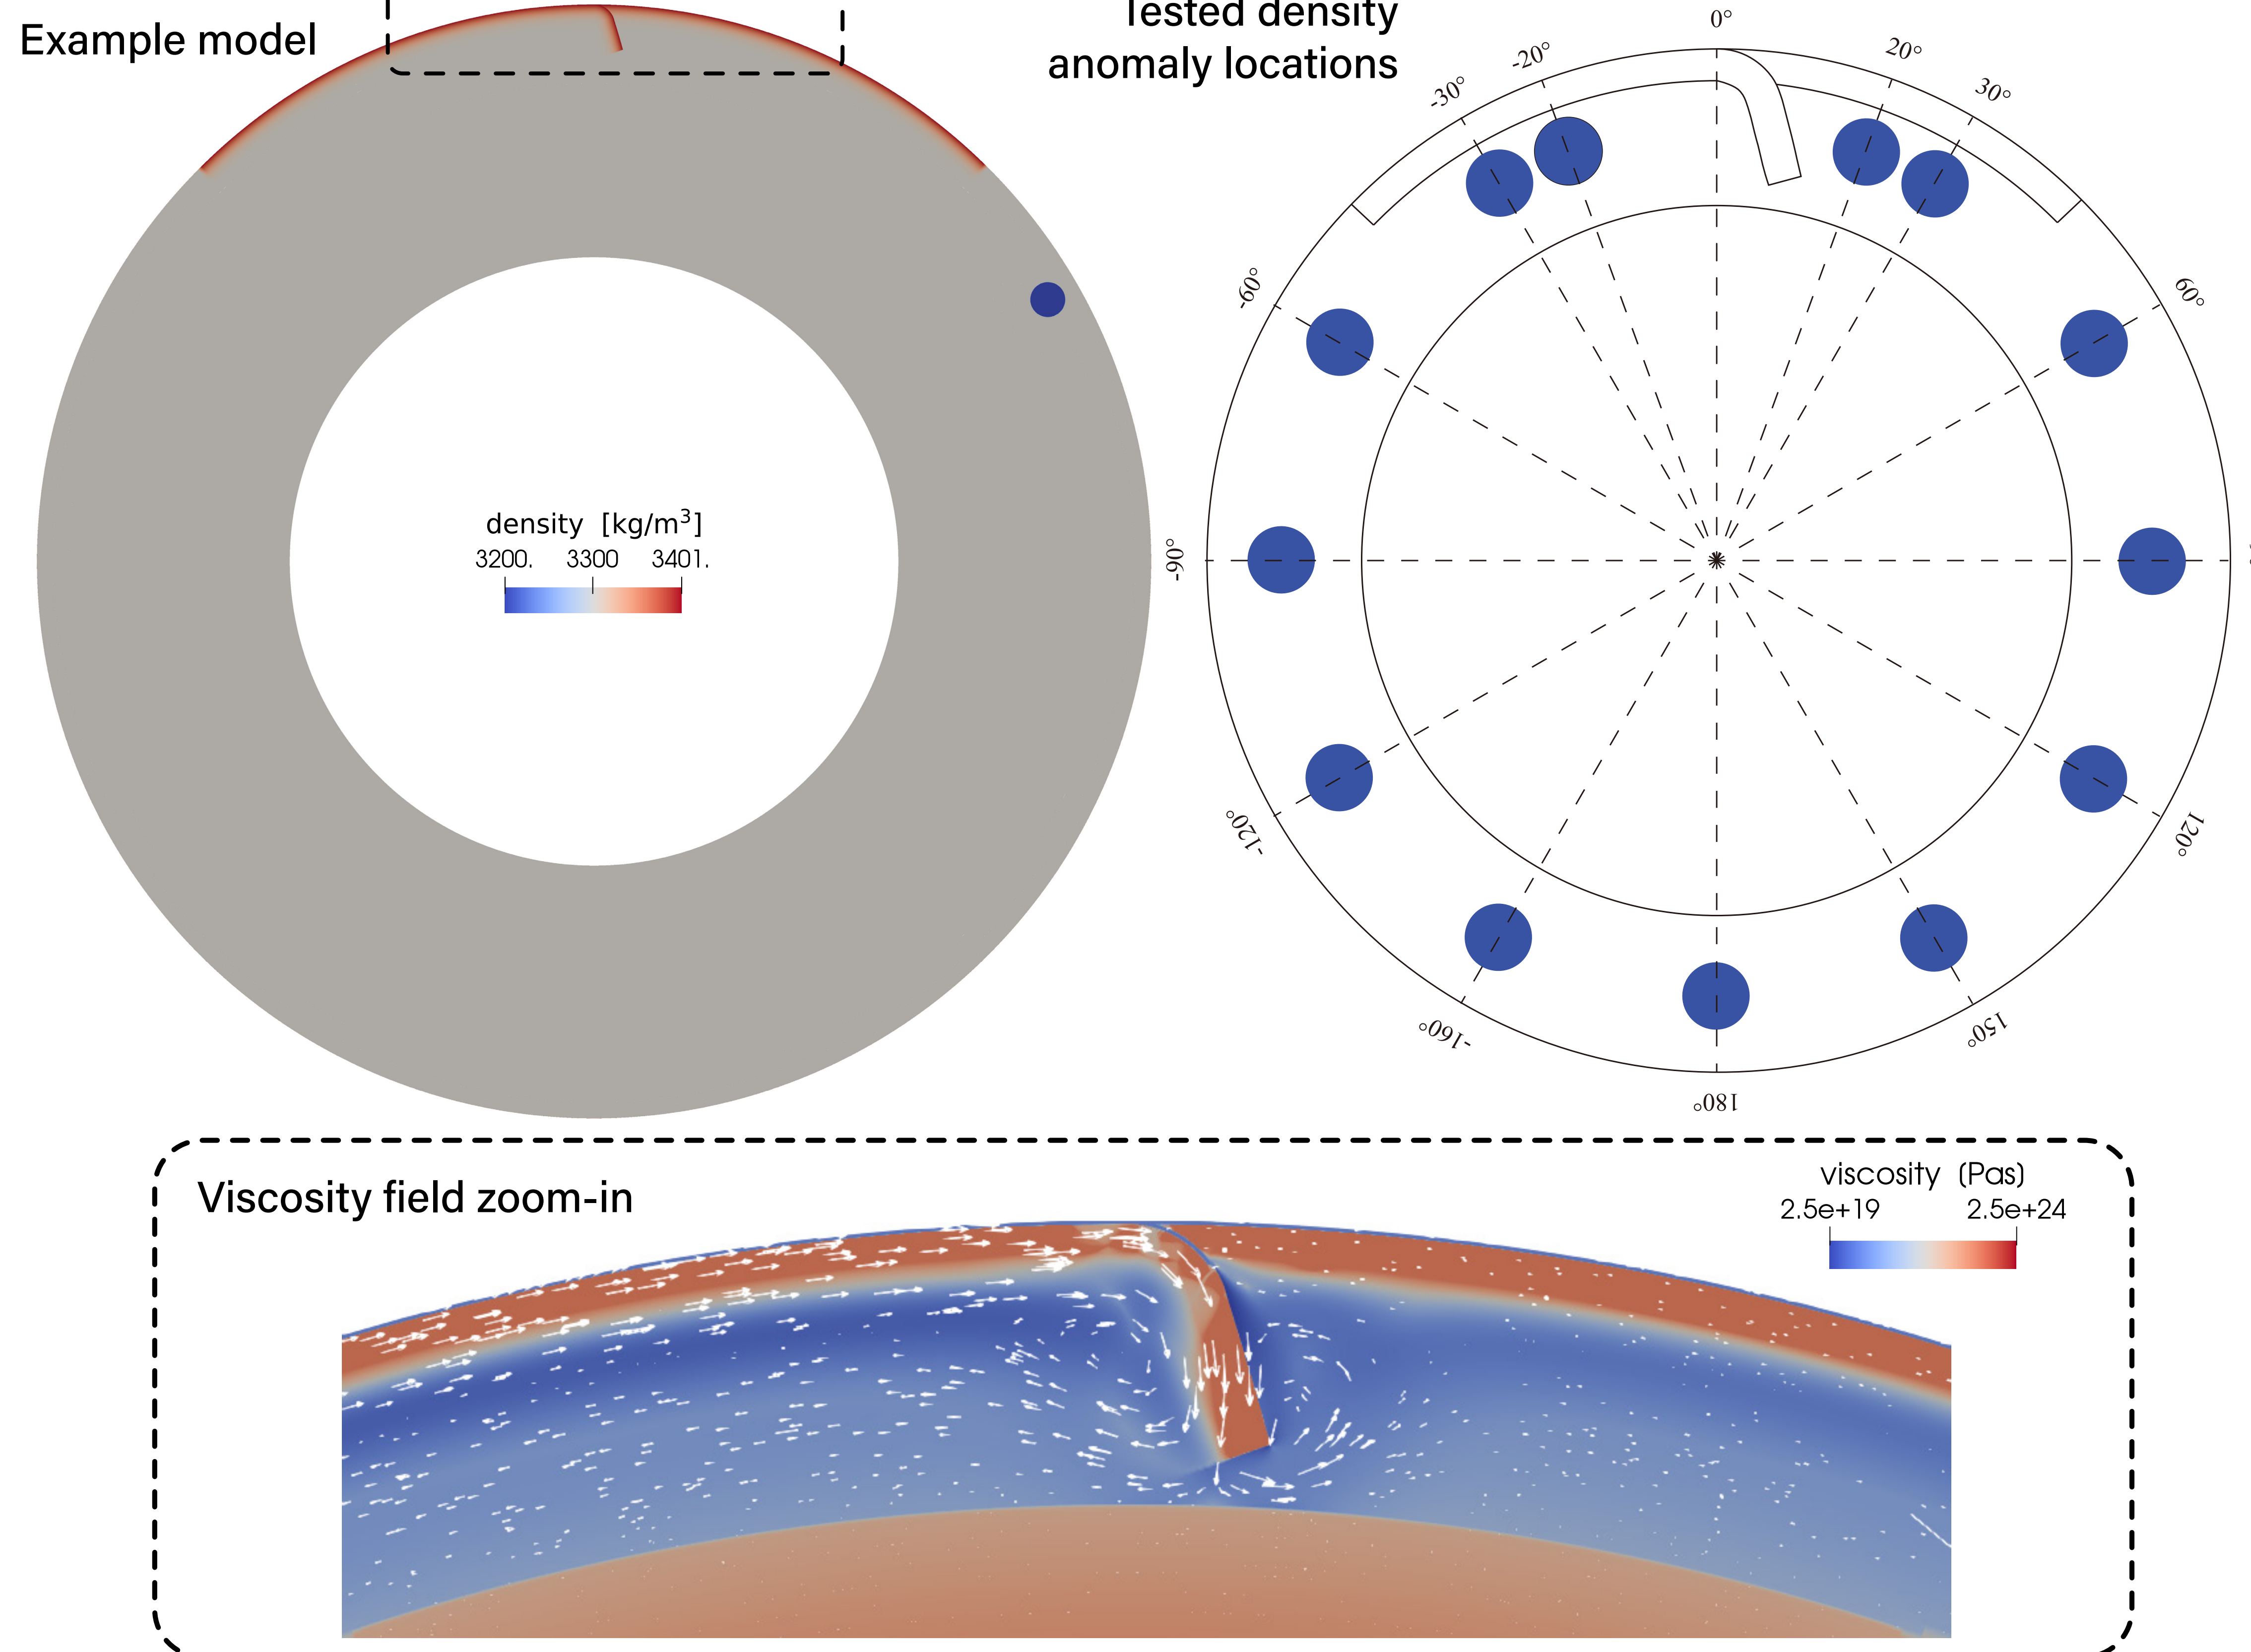 Example model
Tested density
anomaly locations
0°
-20°
20°
-30°
30°
-60°
60°
-90°
-120°
120°
-160°
150°
180°
density [kg/m³]
3200. 3300 3401.
Viscosity field zoom-in
viscosity (Pas)
2.5e+19 2.5e+24